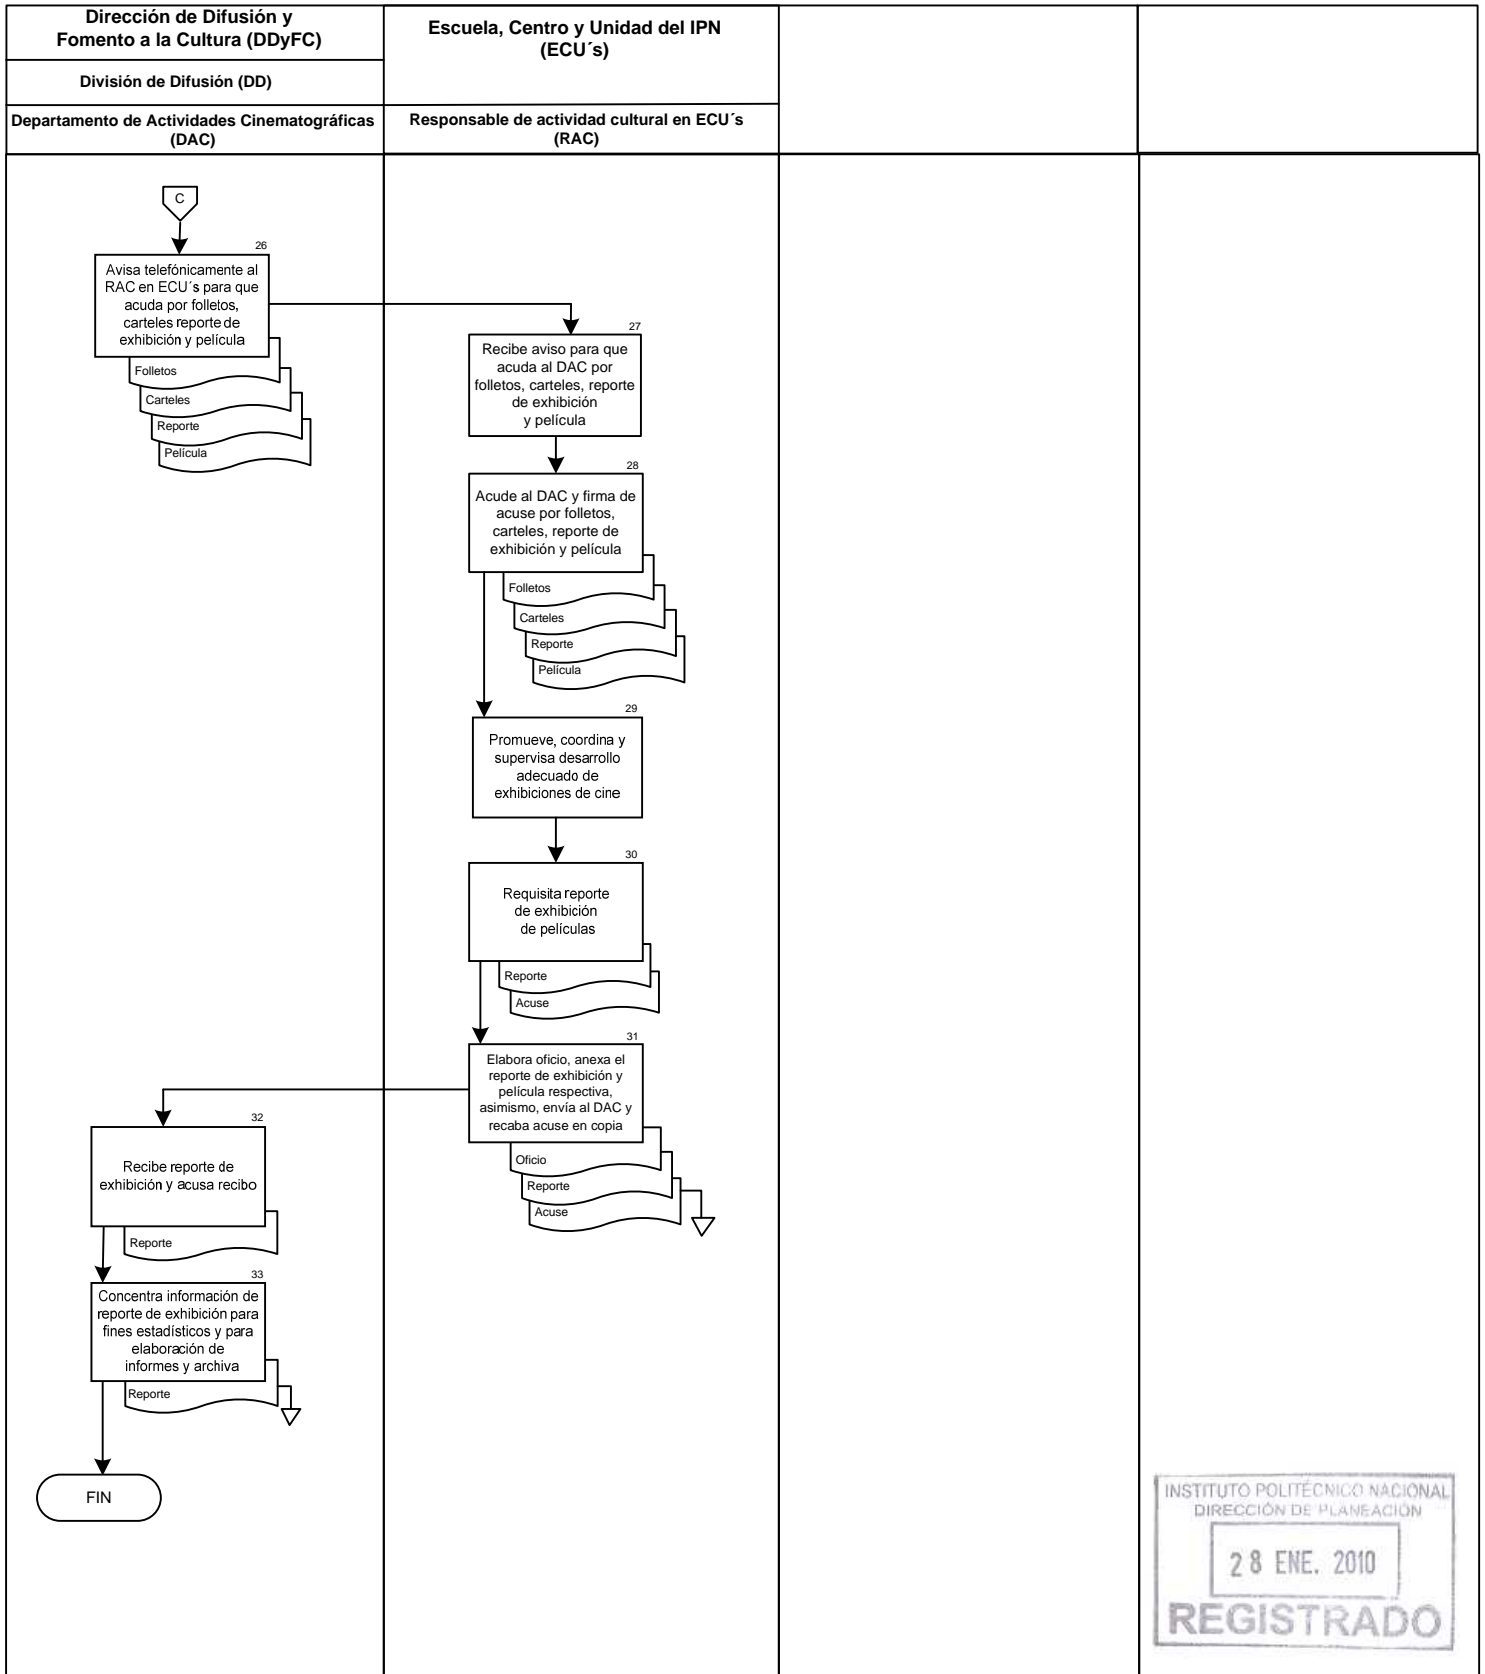 Dirección de Difusión y
Fomento a la Cultura (DDyFC)
División de Difusión (DD)
Departamento de Actividades Cinematográficas
(DAC)
Escuela, Centro y Unidad del IPN
(ECU´s)
Responsable de actividad cultural en ECU´s
(RAC)
C
26
Avisa telefónicamente al
RAC en ECU´s para que
acuda por folletos,
carteles reporte de
exhibición y película
Folletos
Carteles
Reporte
Película
27
Recibe aviso para que
acuda al DAC por
folletos, carteles, reporte
de exhibición
y película
28
Acude al DAC y firma de
acuse por folletos,
carteles, reporte de
exhibición y película
Folletos
Carteles
Reporte
Película
29
Promueve, coordina y
supervisa desarrollo
adecuado de
exhibiciones de cine
30
Requisita reporte
de exhibición
de películas
Reporte
Acuse
31
Elabora oficio, anexa el
reporte de exhibición y
película respectiva,
asimismo, envía al DAC y
recaba acuse en copia
Oficio
Reporte
Acuse
32
Recibe reporte de
exhibición y acusa recibo
Reporte
33
Concentra información de
reporte de exhibición para
fines estadísticos y para
elaboración de
informes y archiva
Reporte
FIN
INSTITUTO POLITÉCNICO NACIONAL
DIRECCIÓN DE PLANEACIÓN
28 ENE. 2010
REGISTRADO